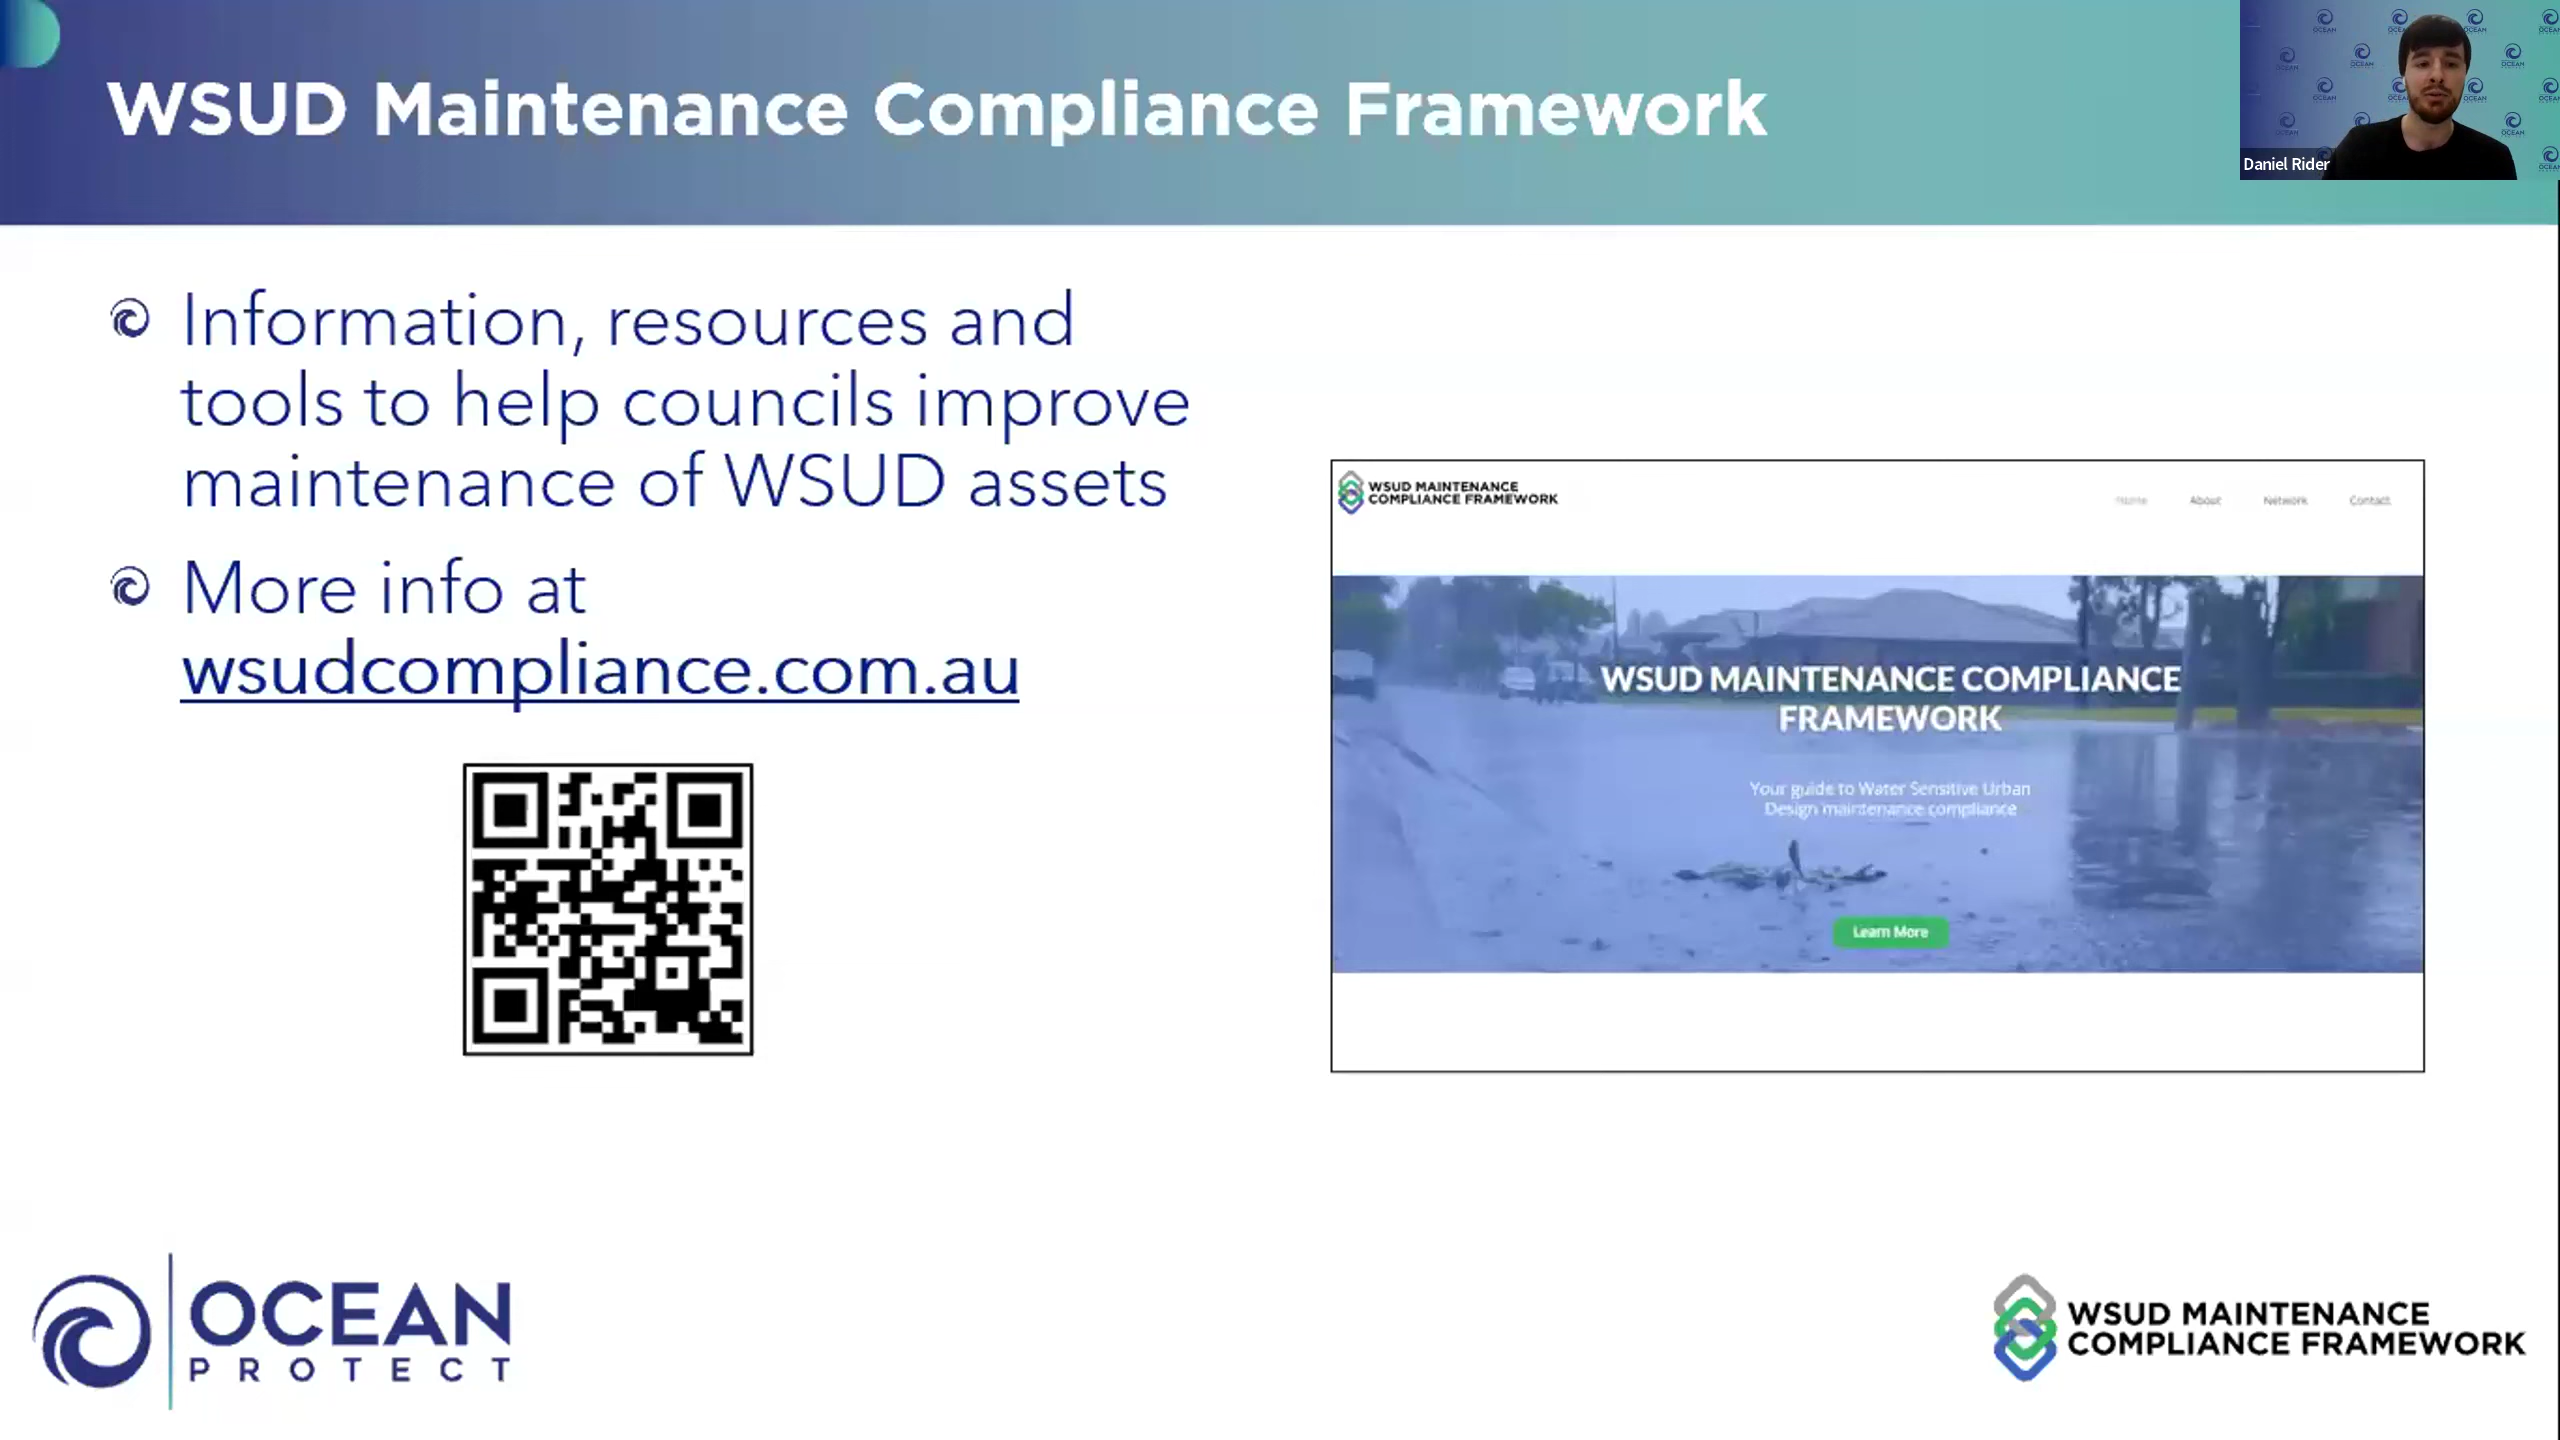 WSUD Maintenance Compliance Framework
Daniel Rider
Information, resources and
tools to help councils improve
maintenance of WSUD assets
More info at
wsudcompliance.com.au
WSUD MAINTENANCE
COMPLIANCE FRAMEWORK
Home About Network Contact
WSUD MAINTENANCE COMPLIANCE
FRAMEWORK
Your guide to Water Sensitive Urban
Design maintenance compliance
Learn More
OCEAN
PROTECT
WSUD MAINTENANCE
COMPLIANCE FRAMEWORK